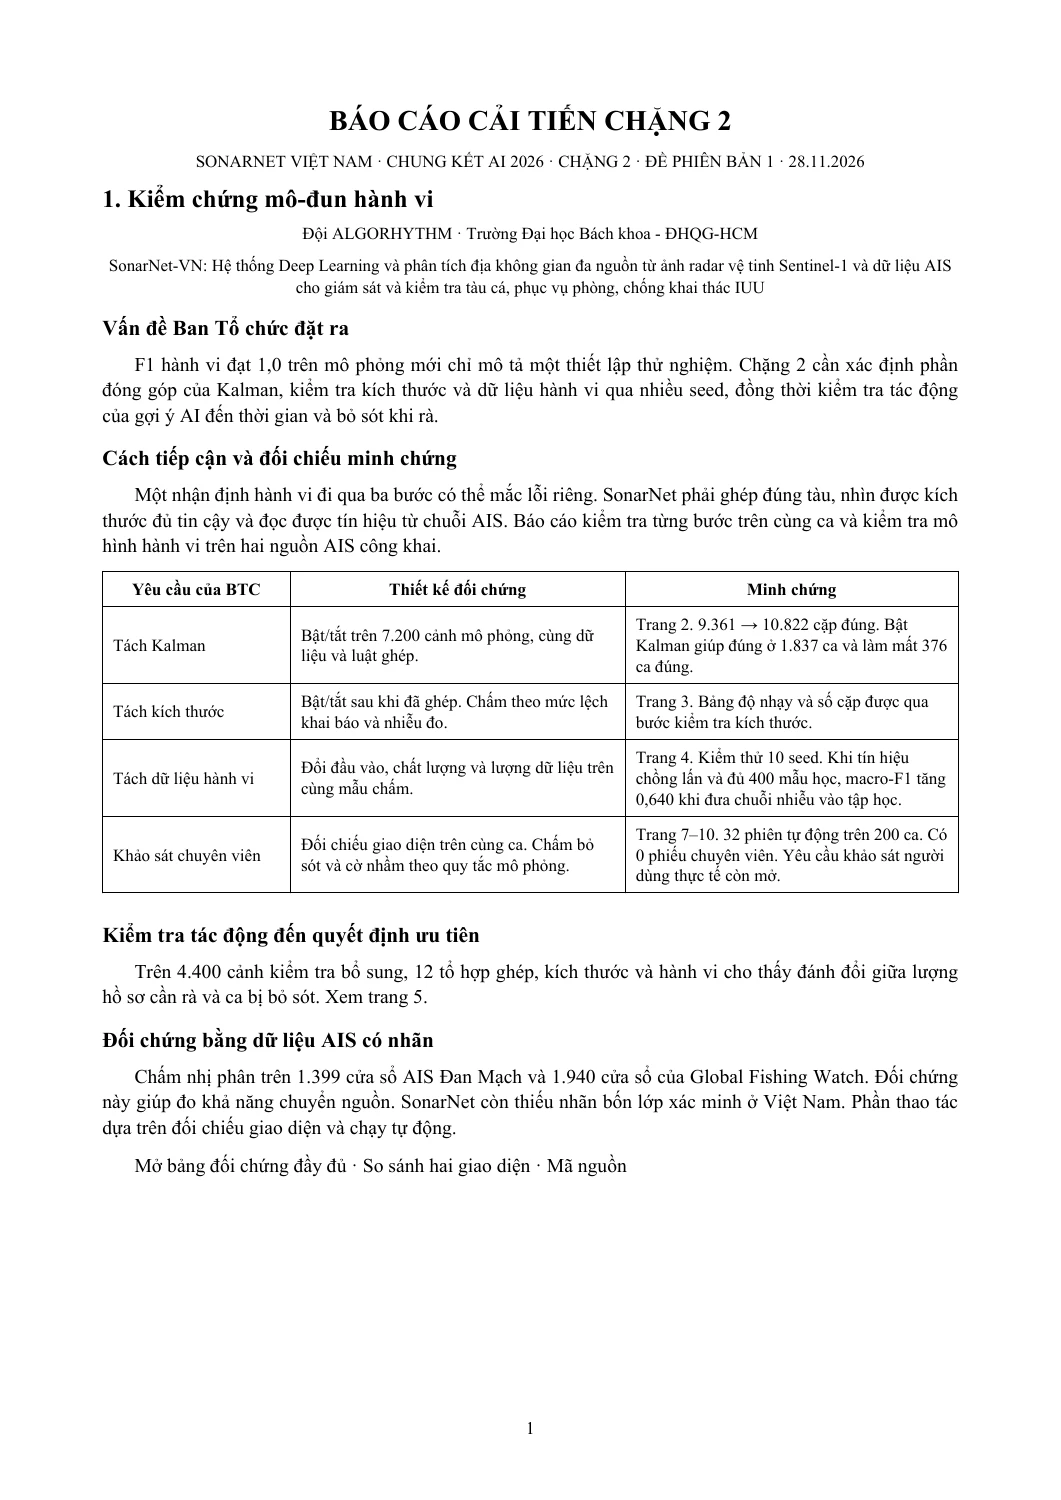 BÁO CÁO CẢI TIẾN CHẶNG 2
SONARNET VIỆT NAM · CHUNG KẾT AI 2026 · CHẶNG 2 · ĐỀ PHIÊN BẢN 1 · 28.11.2026
1. Kiểm chứng mô-đun hành vi
Đội ALGORHYTHM · Trường Đại học Bách khoa - ĐHQG-HCM
SonarNet-VN: Hệ thống Deep Learning và phân tích địa không gian đa nguồn từ ảnh radar vệ tinh Sentinel-1 và dữ liệu AIS
cho giám sát và kiểm tra tàu cá, phục vụ phòng, chống khai thác IUU
Vấn đề Ban Tổ chức đặt ra
F1 hành vi đạt 1,0 trên mô phỏng mới chỉ mô tả một thiết lập thử nghiệm. Chặng 2 cần xác định phần
đóng góp của Kalman, kiểm tra kích thước và dữ liệu hành vi qua nhiều seed, đồng thời kiểm tra tác động
của gợi ý AI đến thời gian và bỏ sót khi rà.
Cách tiếp cận và đối chiếu minh chứng
Một nhận định hành vi đi qua ba bước có thể mắc lỗi riêng. SonarNet phải ghép đúng tàu, nhìn được kích
thước đủ tin cậy và đọc được tín hiệu từ chuỗi AIS. Báo cáo kiểm tra từng bước trên cùng ca và kiểm tra mô
hình hành vi trên hai nguồn AIS công khai.
Yêu cầu của BTC
Thiết kế đối chứng
Minh chứng
Tách Kalman
Bật/tắt trên 7.200 cảnh mô phỏng, cùng dữ
liệu và luật ghép.
Trang 2. 9.361 → 10.822 cặp đúng. Bật
Kalman giúp đúng ở 1.837 ca và làm mất 376
ca đúng.
Tách kích thước
Bật/tắt sau khi đã ghép. Chấm theo mức lệch
khai báo và nhiễu đo.
Trang 3. Bảng độ nhạy và số cặp được qua
bước kiểm tra kích thước.
Tách dữ liệu hành vi
Đổi đầu vào, chất lượng và lượng dữ liệu trên
cùng mẫu chấm.
Trang 4. Kiểm thử 10 seed. Khi tín hiệu
chồng lấn và đủ 400 mẫu học, macro-F1 tăng
0,640 khi đưa chuỗi nhiễu vào tập học.
Khảo sát chuyên viên
Đối chiếu giao diện trên cùng ca. Chấm bỏ
sót và cờ nhầm theo quy tắc mô phỏng.
Trang 7–10. 32 phiên tự động trên 200 ca. Có
0 phiếu chuyên viên. Yêu cầu khảo sát người
dùng thực tế còn mở.
Kiểm tra tác động đến quyết định ưu tiên
Trên 4.400 cảnh kiểm tra bổ sung, 12 tổ hợp ghép, kích thước và hành vi cho thấy đánh đổi giữa lượng
hồ sơ cần rà và ca bị bỏ sót. Xem trang 5.
Đối chứng bằng dữ liệu AIS có nhãn
Chấm nhị phân trên 1.399 cửa sổ AIS Đan Mạch và 1.940 cửa sổ của Global Fishing Watch. Đối chứng
này giúp đo khả năng chuyển nguồn. SonarNet còn thiếu nhãn bốn lớp xác minh ở Việt Nam. Phần thao tác
dựa trên đối chiếu giao diện và chạy tự động.
Mở bảng đối chứng đầy đủ · So sánh hai giao diện · Mã nguồn
1